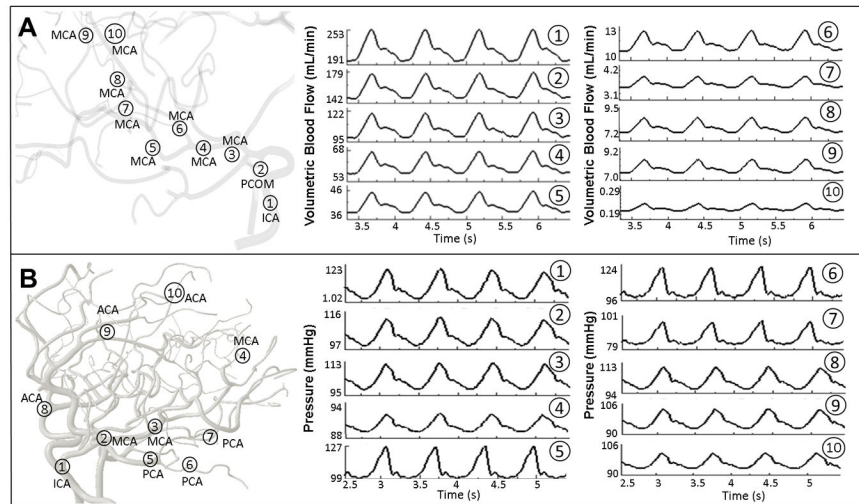 A
9
10
MCA
MCA
8
MCA
7
MCA
MCA
6
5
MCA
4
MCA
MCA
3
2
PCOM
1
ICA
Volumetric Blood Flow (mL/min)
253
191
1
179
142
2
122
95
3
68
53
4
46
36
5
3.5 4 4.5 5 5.5 6
Time (s)
Volumetric Blood Flow (mL/min)
13
10
6
4.2
3.1
7
9.5
7.2
8
9.2
7.0
9
0.29
0.19
10
3.5 4 4.5 5 5.5 6
Time (s)
B
10 ACA
ACA
9
MCA
4
ACA
8
3
2 MCA
MCA
7 PCA
5
PCA
6
PCA
1
ICA
Pressure (mmHg)
123
1.02
1
116
97
2
113
95
3
94
88
4
127
99
5
2.5 3 3.5 4 4.5 5
Time (s)
Pressure (mmHg)
124
96
6
101
79
7
113
94
8
106
90
9
106
90
10
2.5 3 3.5 4 4.5 5
Time (s)